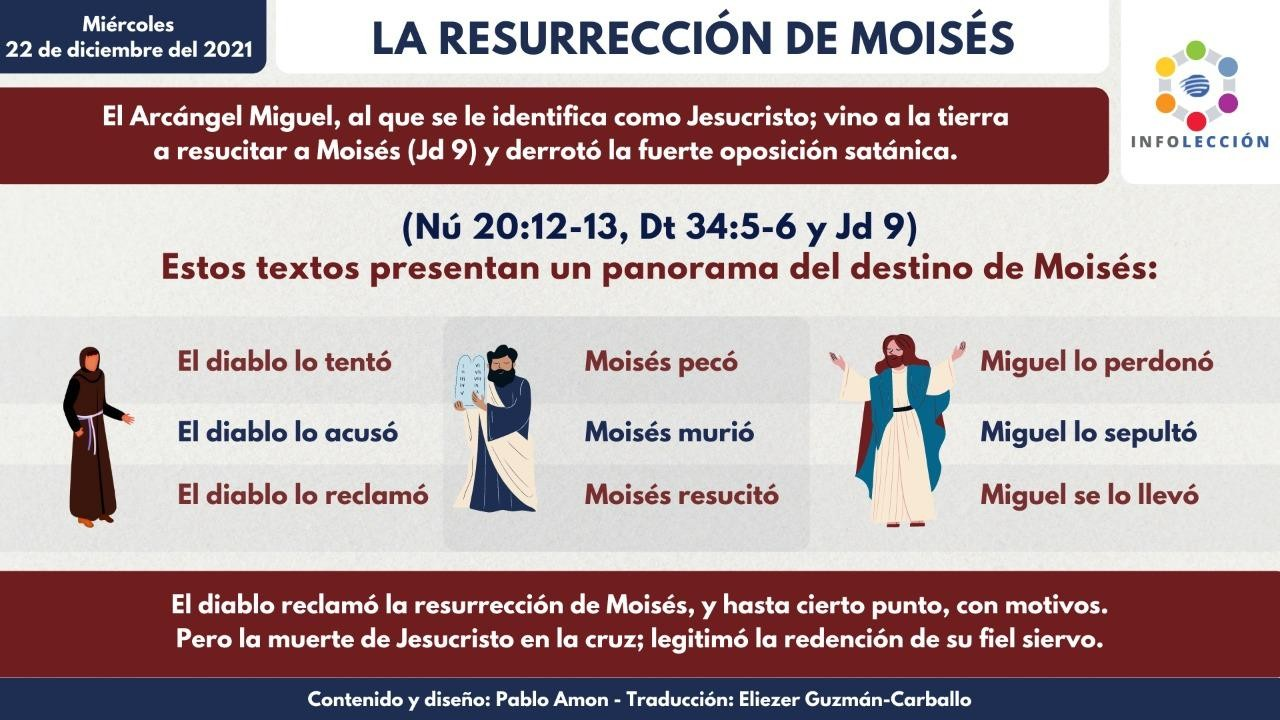 Miércoles
22 de diciembre del 2021
LA RESURRECCIÓN DE MOISÉS
INFOLECCIÓN
El Arcángel Miguel, al que se le identifica como Jesucristo; vino a la tierra
a resucitar a Moisés (Jd 9) y derrotó la fuerte oposición satánica.
(Nú 20:12-13, Dt 34:5-6 y Jd 9)
Estos textos presentan un panorama del destino de Moisés:
El diablo lo tentó
Moisés pecó
Miguel lo perdonó
El diablo lo acusó
Moisés murió
Miguel lo sepultó
El diablo lo reclamó
Moisés resucitó
Miguel se lo llevó
El diablo reclamó la resurrección de Moisés, y hasta cierto punto, con motivos.
Pero la muerte de Jesucristo en la cruz; legitimó la redención de su fiel siervo.
Contenido y diseño: Pablo Amon - Traducción: Eliezer Guzmán-Carballo